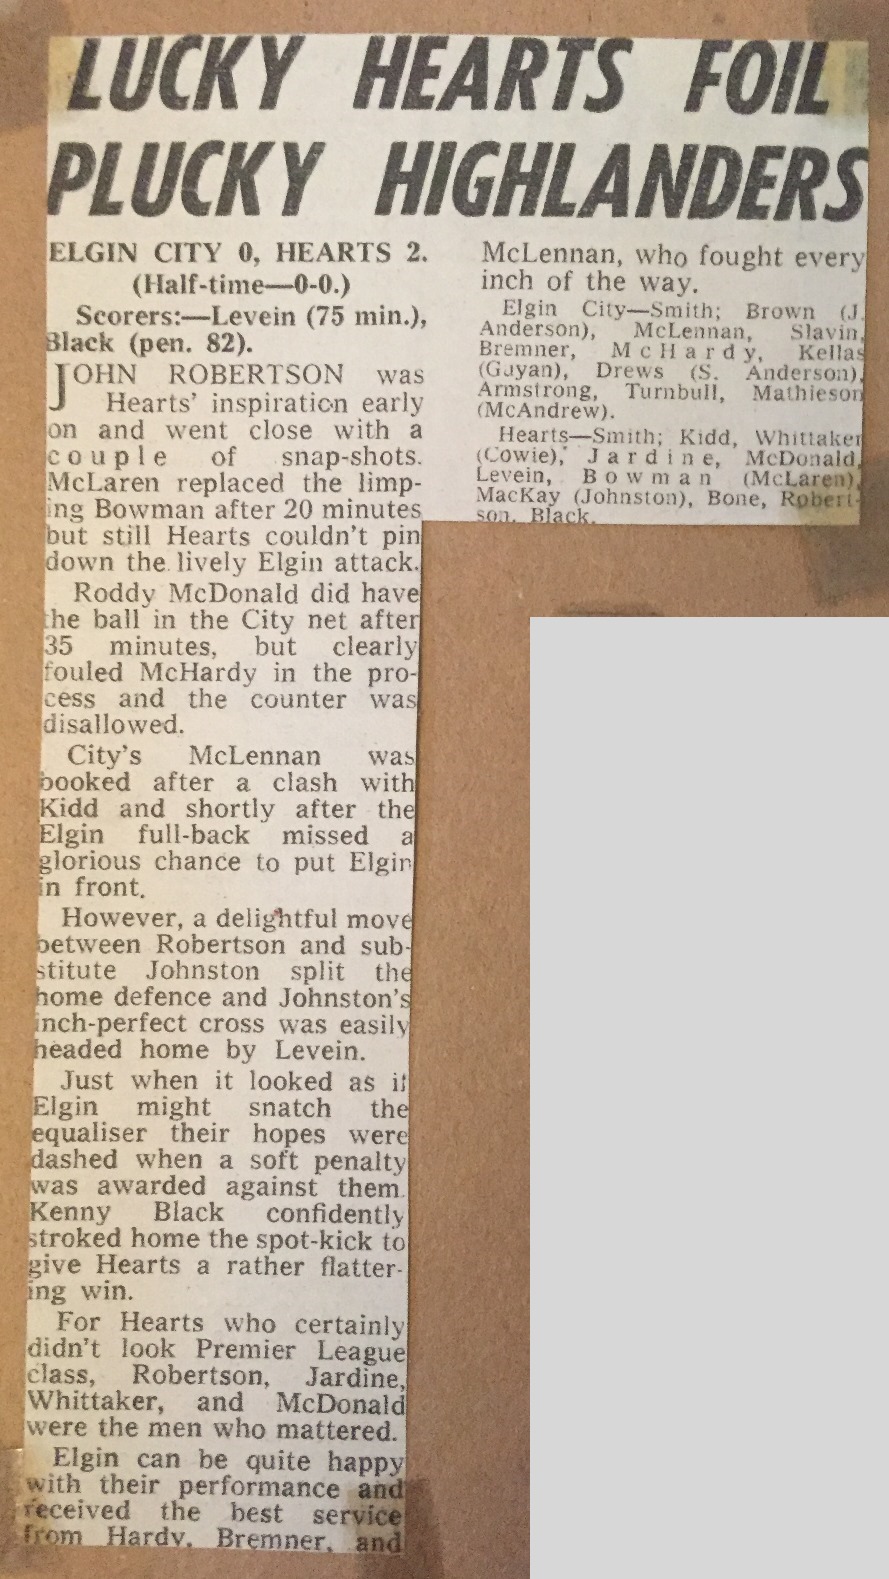 LUCKY HEARTS FOIL
PLUCKY HIGHLANDERS
ELGIN CITY 0, HEARTS 2.
(Half-time—0-0.)
Scorers:—Levein (75 min.),
Black (pen. 82).
JOHN ROBERTSON was
Hearts' inspiration early
on and went close with a
couple of snap-shots.
McLaren replaced the limp-
ing Bowman after 20 minutes
but still Hearts couldn't pin
down the lively Elgin attack.
Roddy McDonald did have
the ball in the City net after
35 minutes, but clearly
fouled McHardy in the pro-
cess and the counter was
disallowed.
City's McLennan was
booked after a clash with
Kidd and shortly after the
Elgin full-back missed a
glorious chance to put Elgin
in front.
However, a delightful move
between Robertson and sub-
stitute Johnston split the
home defence and Johnston's
inch-perfect cross was easily
headed home by Levein.
Just when it looked as if
Elgin might snatch the
equaliser their hopes were
dashed when a soft penalty
was awarded against them.
Kenny Black confidently
stroked home the spot-kick to
give Hearts a rather flatter-
ing win.
For Hearts who certainly
didn't look Premier League
class, Robertson, Jardine,
Whittaker, and McDonald
were the men who mattered.
Elgin can be quite happy
with their performance and
received the best service
from Hardy, Bremner, and
McLennan, who fought every
inch of the way.
Elgin City—Smith; Brown (J.
Anderson), McLennan, Slavin,
Bremner, McHardy, Kellas
(Guyan), Drews (S. Anderson),
Armstrong, Turnbull, Mathieson
(McAndrew).
Hearts—Smith; Kidd, Whittaker
(Cowie), Jardine, McDonald,
Levein, Bowman (McLaren),
MacKay (Johnston), Bone, Robert-
son, Black.